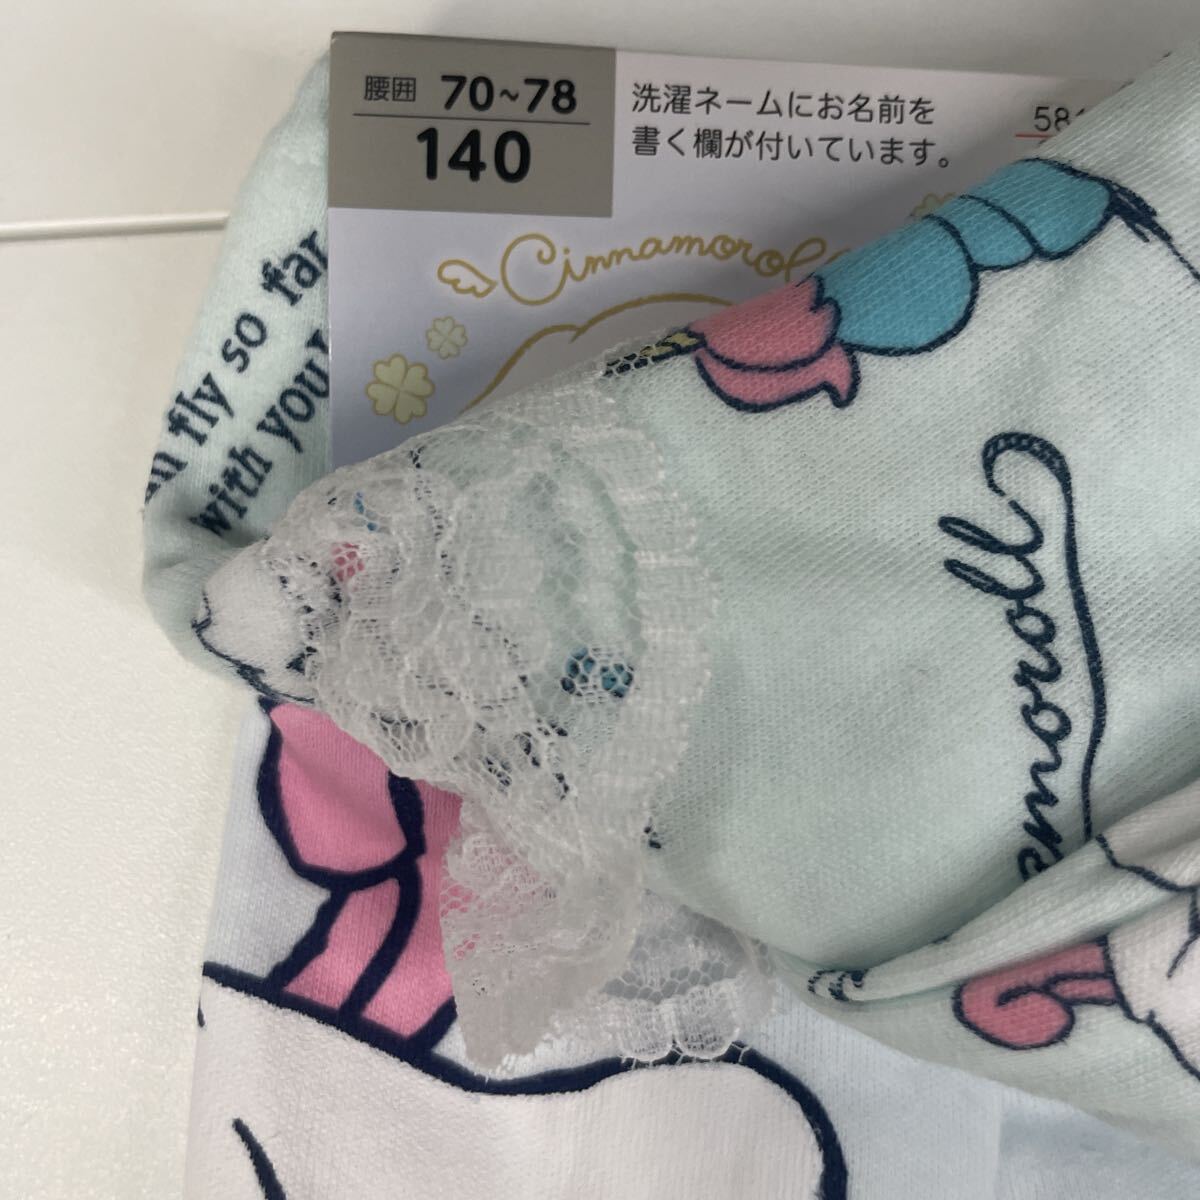 腰囲 70~78
140
洗濯ネームにお名前を
書く欄が付いています。
Cinnamoroll
fly so far
with you